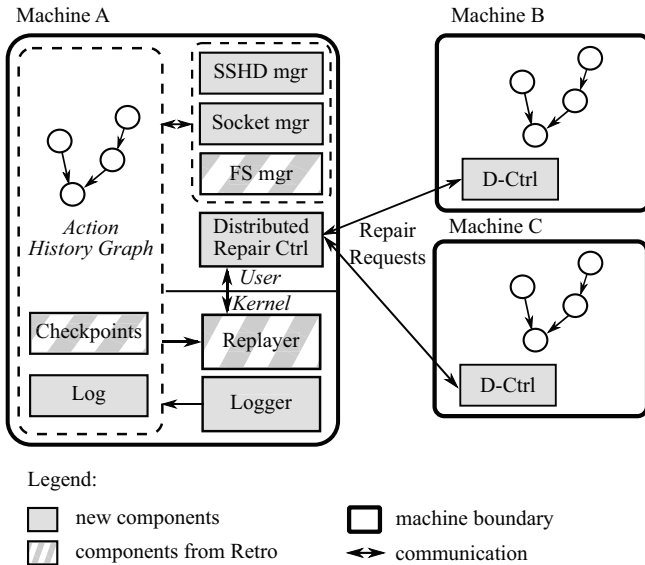 Machine A
Machine B
SSHD mgr
Socket mgr
FS mgr
D-Ctrl
Action
History Graph
Distributed
Repair Ctrl
Repair
Requests
Machine C
User
Kernel
Checkpoints
Replayer
Log
Logger
D-Ctrl
Legend:
new components
machine boundary
components from Retro
communication